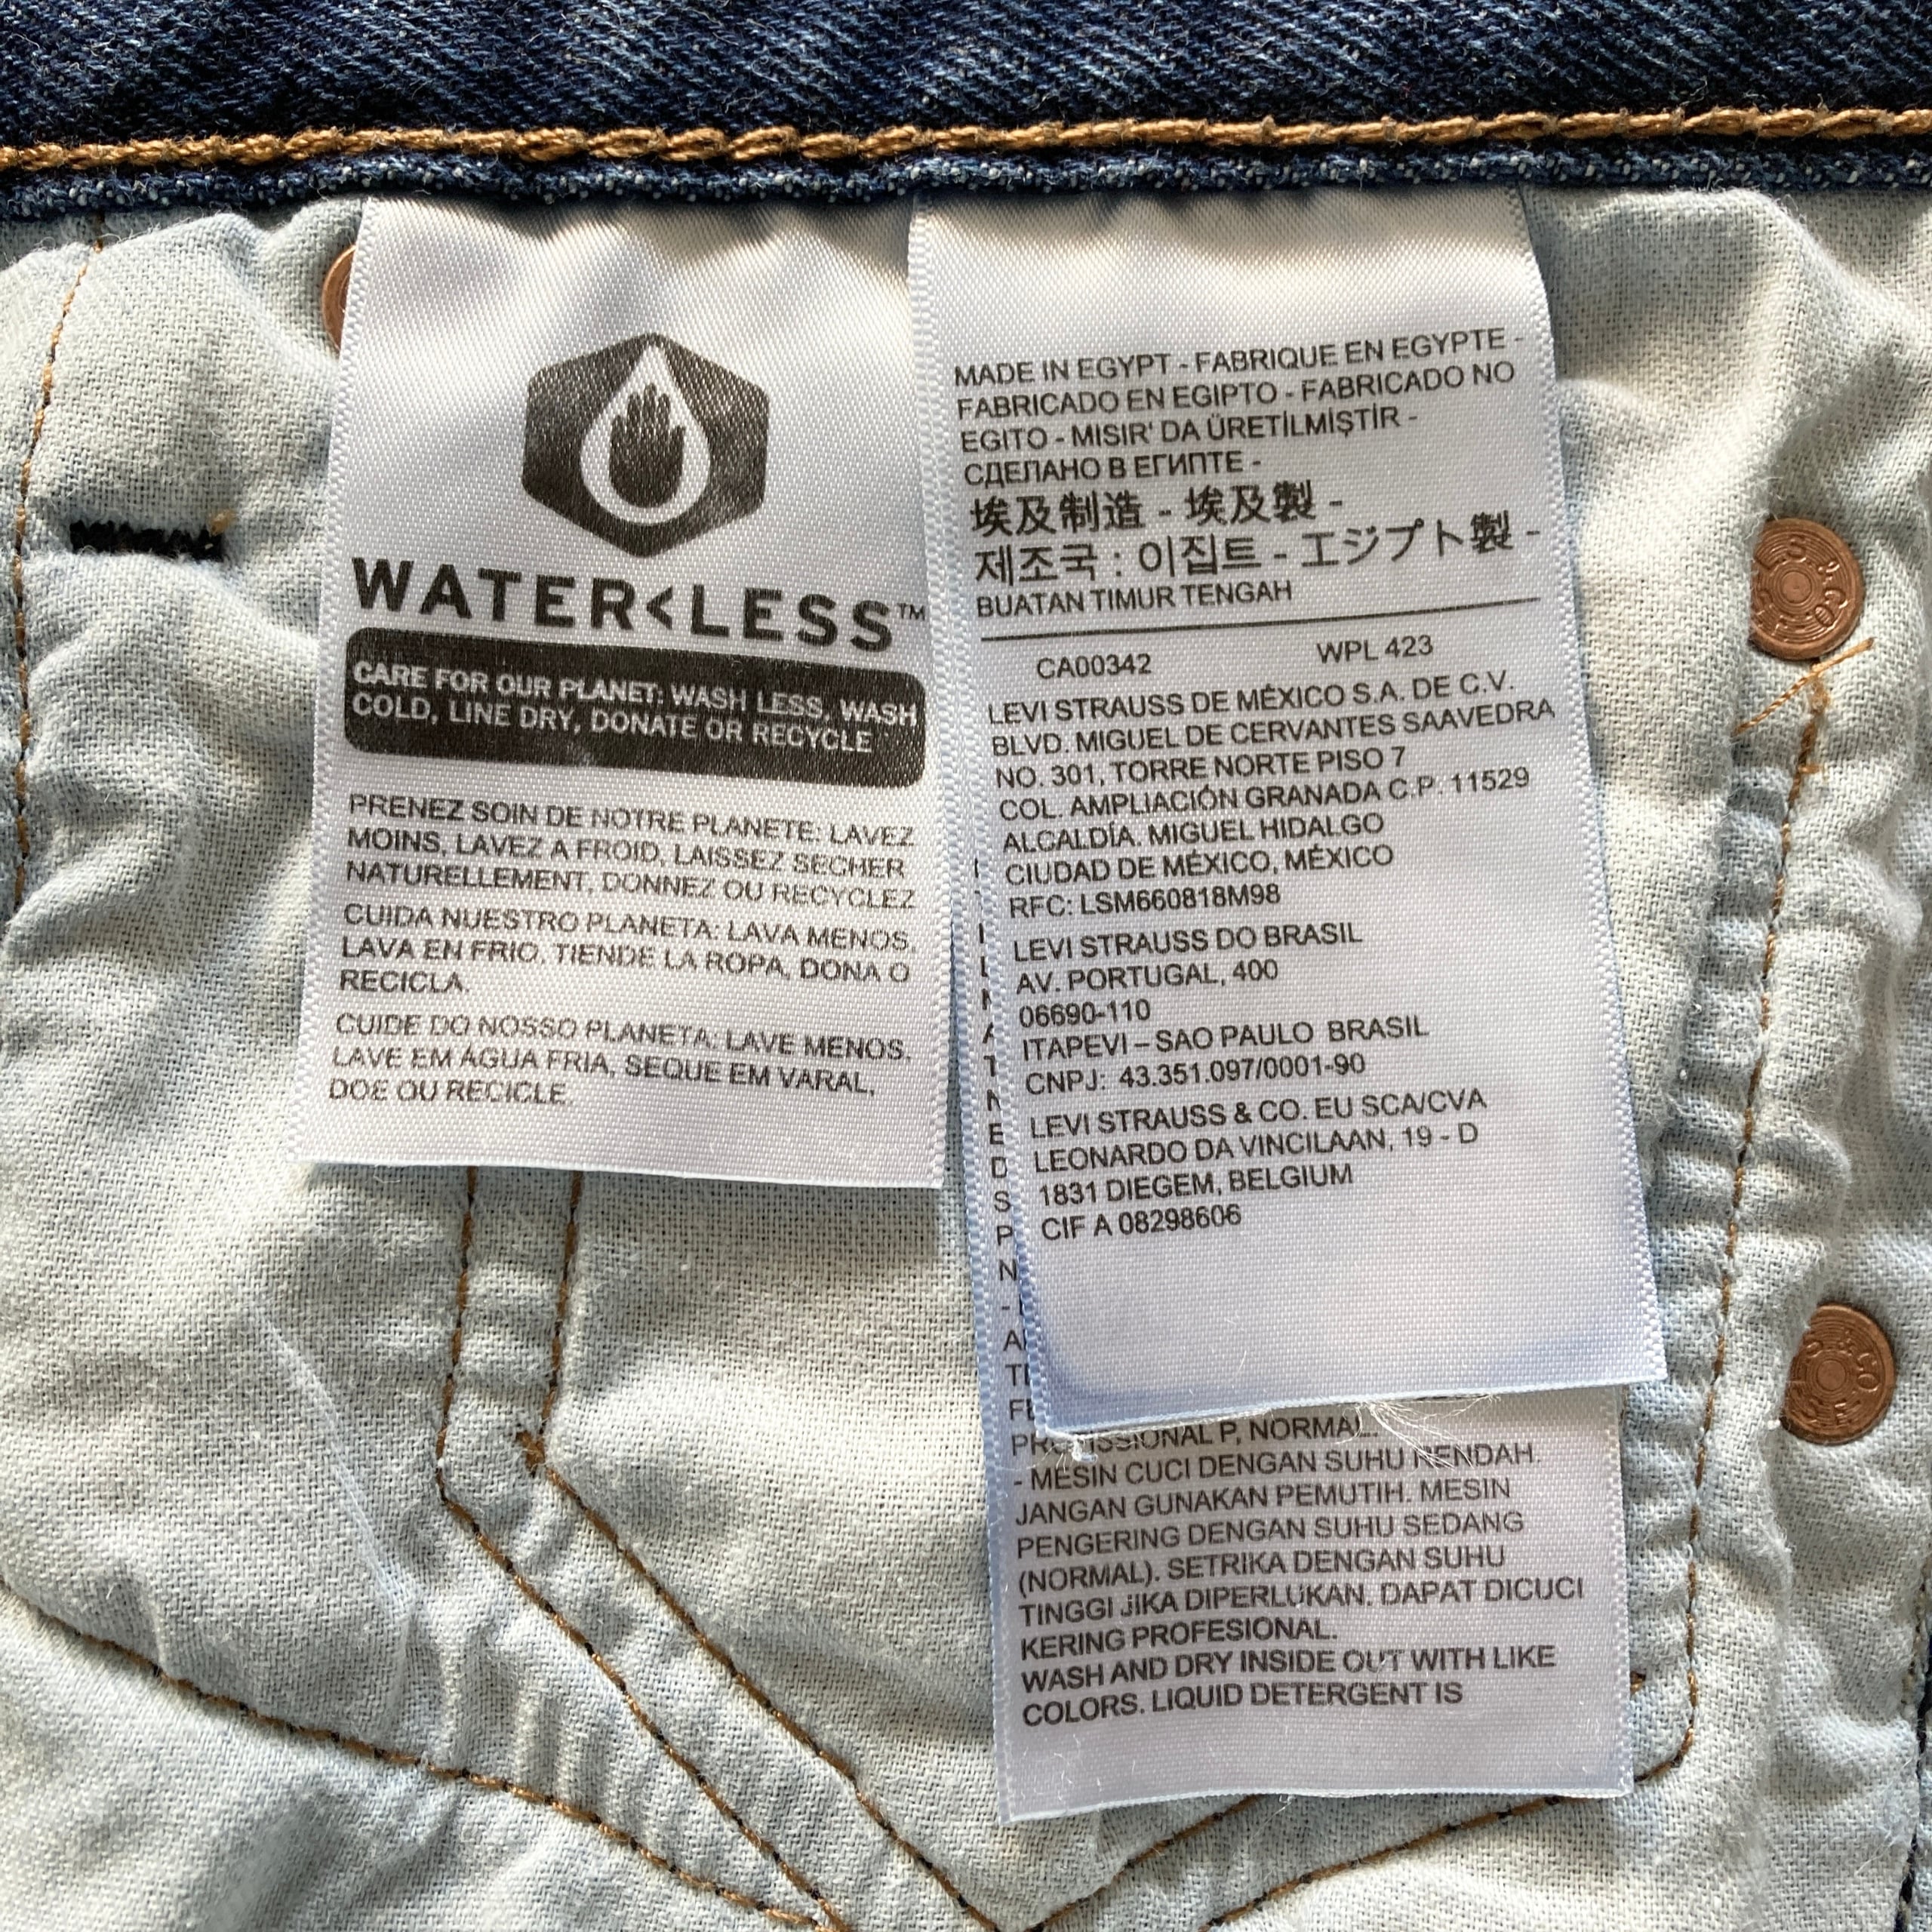 WATER<LESS™
CARE FOR OUR PLANET: WASH LESS, WASH
COLD, LINE DRY, DONATE OR RECYCLE
PRENEZ SOIN DE NOTRE PLANETE: LAVEZ
MOINS, LAVEZ A FROID, LAISSEZ SECHER
NATURELLEMENT, DONNEZ OU RECYCLEZ
CUIDA NUESTRO PLANETA: LAVA MENOS.
LAVA EN FRIO. TIENDE LA ROPA, DONA O
RECICLA.
CUIDE DO NOSSO PLANETA: LAVE MENOS.
LAVE EM ÁGUA FRIA, SEQUE EM VARAL,
DOE OU RECICLE.
MADE IN EGYPT - FABRIQUE EN EGYPTE -
FABRICADO EN EGIPTO - FABRICADO NO
EGITO - MISIR' DA ÜRETİLMİŞTİR -
СДЕЛАНО В ЕГИПТЕ -
埃及制造 - 埃及製 -
제조국 : 이집트 - エジプト製 -
BUATAN TIMUR TENGAH
CA00342 WPL 423
LEVI STRAUSS DE MÉXICO S.A. DE C.V.
BLVD. MIGUEL DE CERVANTES SAAVEDRA
NO. 301, TORRE NORTE PISO 7
COL. AMPLIACIÓN GRANADA C.P. 11529
ALCALDÍA. MIGUEL HIDALGO
CIUDAD DE MÉXICO, MÉXICO
RFC: LSM660818M98
LEVI STRAUSS DO BRASIL
AV. PORTUGAL, 400
06690-110
ITAPEVI – SAO PAULO BRASIL
CNPJ: 43.351.097/0001-90
LEVI STRAUSS & CO. EU SCA/CVA
LEONARDO DA VINCILAAN, 19 - D
1831 DIEGEM, BELGIUM
CIF A 08298606
P, NORMAL.
- MESIN CUCI DENGAN SUHU RENDAH.
JANGAN GUNAKAN PEMUTIH. MESIN
PENGERING DENGAN SUHU SEDANG
(NORMAL). SETRIKA DENGAN SUHU
TINGGI JIKA DIPERLUKAN. DAPAT DICUCI
KERING PROFESIONAL.
WASH AND DRY INSIDE OUT WITH LIKE
COLORS. LIQUID DETERGENT IS